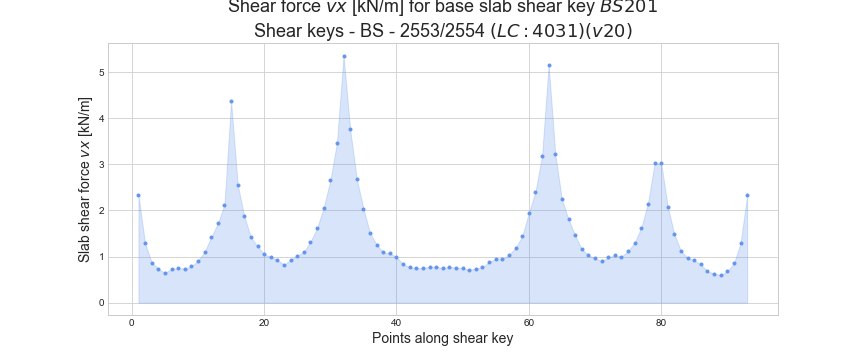 Shear force vx [kN/m] for base slab shear key BS201
Shear keys - BS - 2553/2554 (LC : 4031)(v20)
Slab shear force vx [kN/m]
5
4
3
2
1
0
0 20 40 60 80
Points along shear key